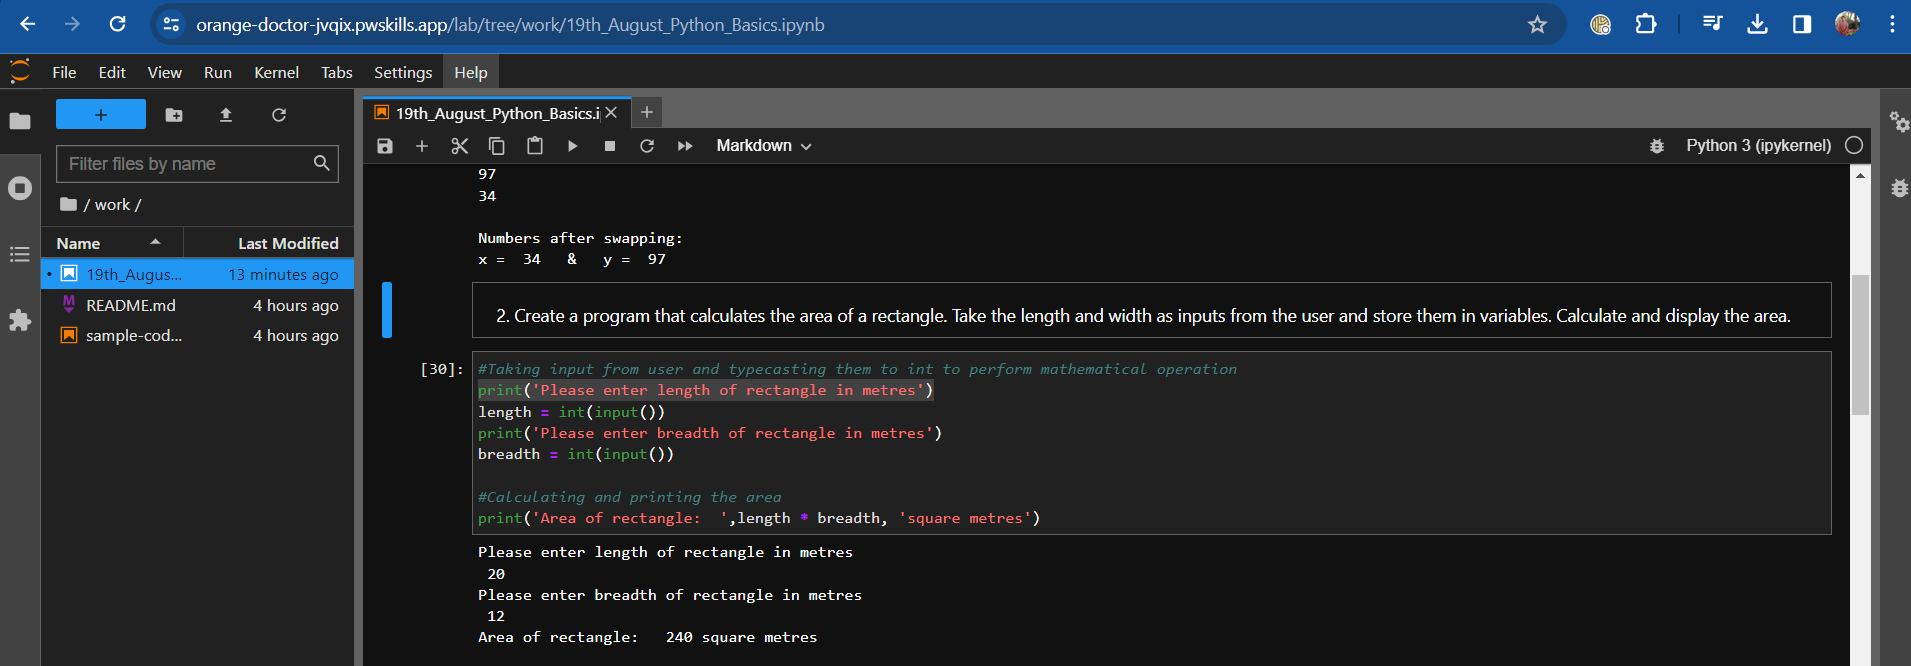 orange-doctor-jvqix.pwskills.app/lab/tree/work/19th_August_Python_Basics.ipynb
File Edit View Run Kernel Tabs Settings Help
19th_August_Python_Basics.i
Filter files by name
/ work /
Name Last Modified
19th_Augus... 13 minutes ago
README.md 4 hours ago
sample-cod... 4 hours ago
Markdown
Python 3 (ipykernel)
97
34
Numbers after swapping:
x =  34   &   y =  97
2. Create a program that calculates the area of a rectangle. Take the length and width as inputs from the user and store them in variables. Calculate and display the area.
[30]:
#Taking input from user and typecasting them to int to perform mathematical operation
print('Please enter length of rectangle in metres')
length = int(input())
print('Please enter breadth of rectangle in metres')
breadth = int(input())
#Calculating and printing the area
print('Area of rectangle:  ',length * breadth, 'square metres')
Please enter length of rectangle in metres
20
Please enter breadth of rectangle in metres
12
Area of rectangle:   240 square metres